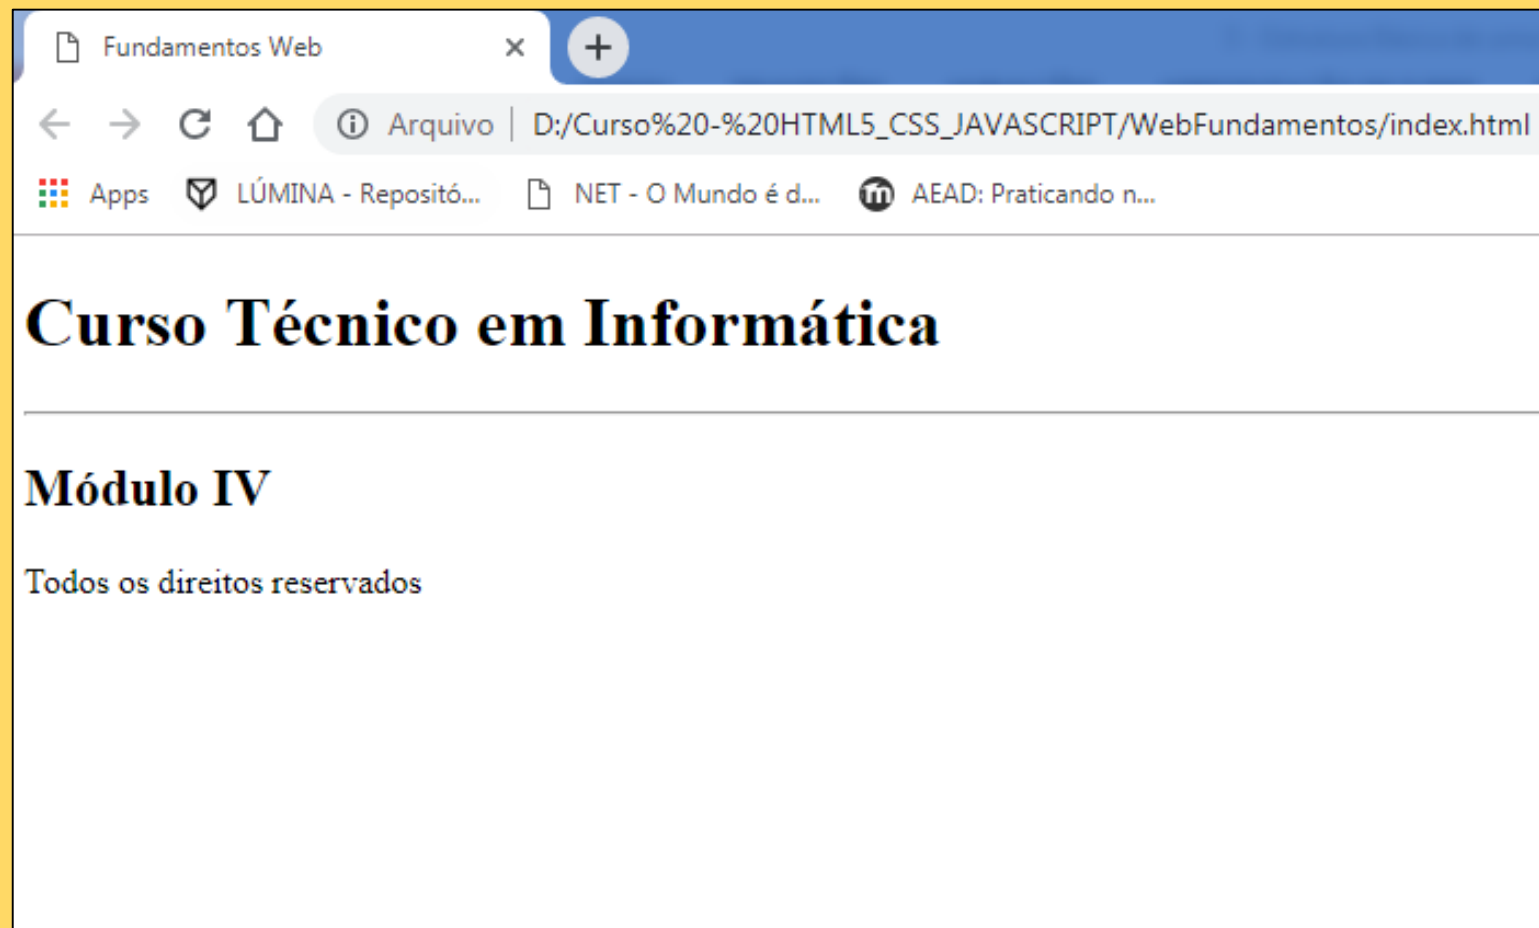 Fundamentos Web
Arquivo | D:/Curso%20-%20HTML5_CSS_JAVASCRIPT/WebFundamentos/index.html
Apps LÚMINA - Repositó... NET - O Mundo é d... AEAD: Praticando n...
Curso Técnico em Informática
Módulo IV
Todos os direitos reservados